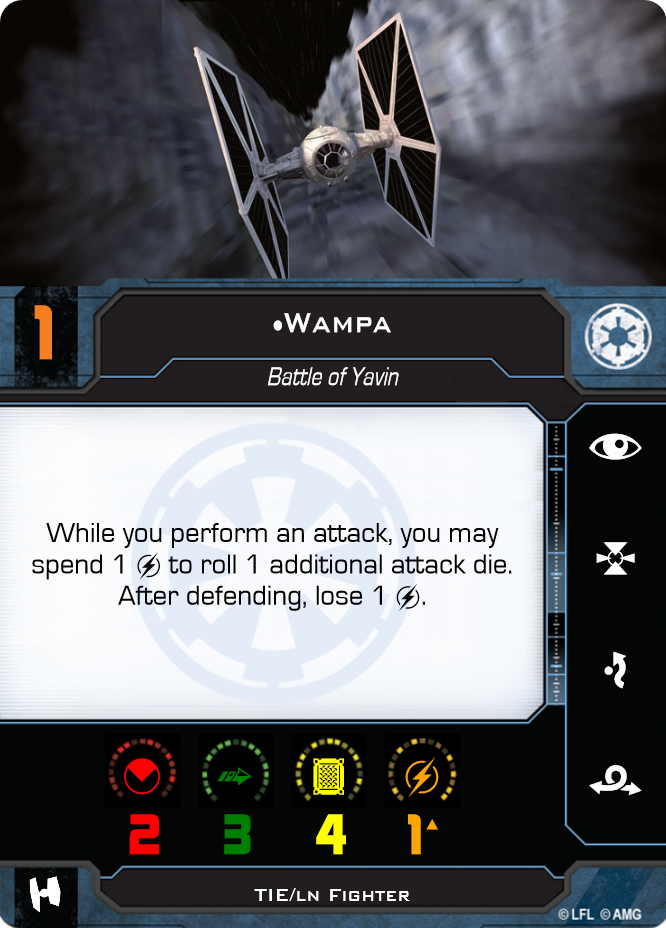 1
•Wampa
Battle of Yavin
While you perform an attack, you may
spend 1 to roll 1 additional attack die.
After defending, lose 1 .
2 3 4 1
TIE/ln Fighter
© LFL © AMG